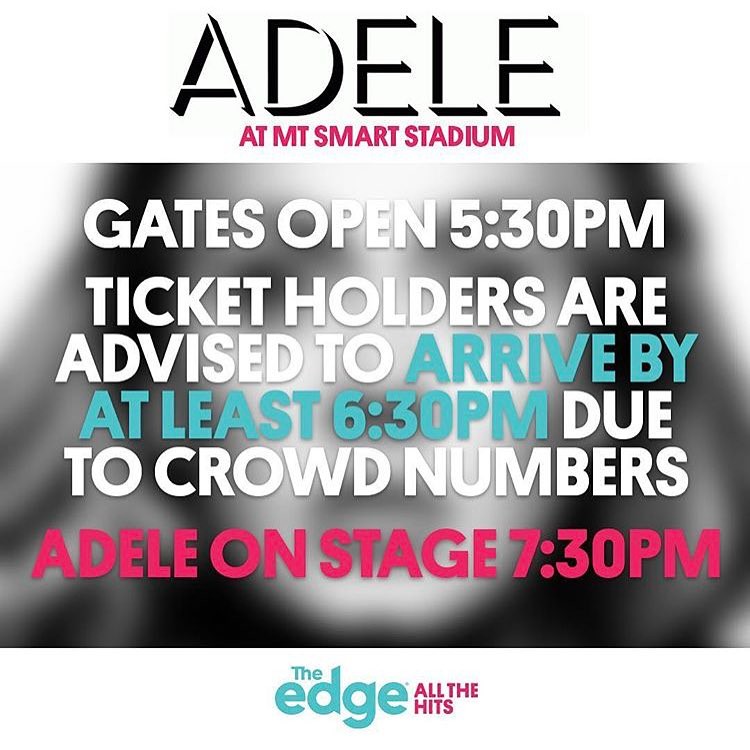 ADELE
AT MT SMART STADIUM
GATES OPEN 5:30PM
TICKET HOLDERS ARE
ADVISED TO ARRIVE BY
AT LEAST 6:30PM DUE
TO CROWD NUMBERS
ADELE ON STAGE 7:30PM
The edge ALL THE HITS